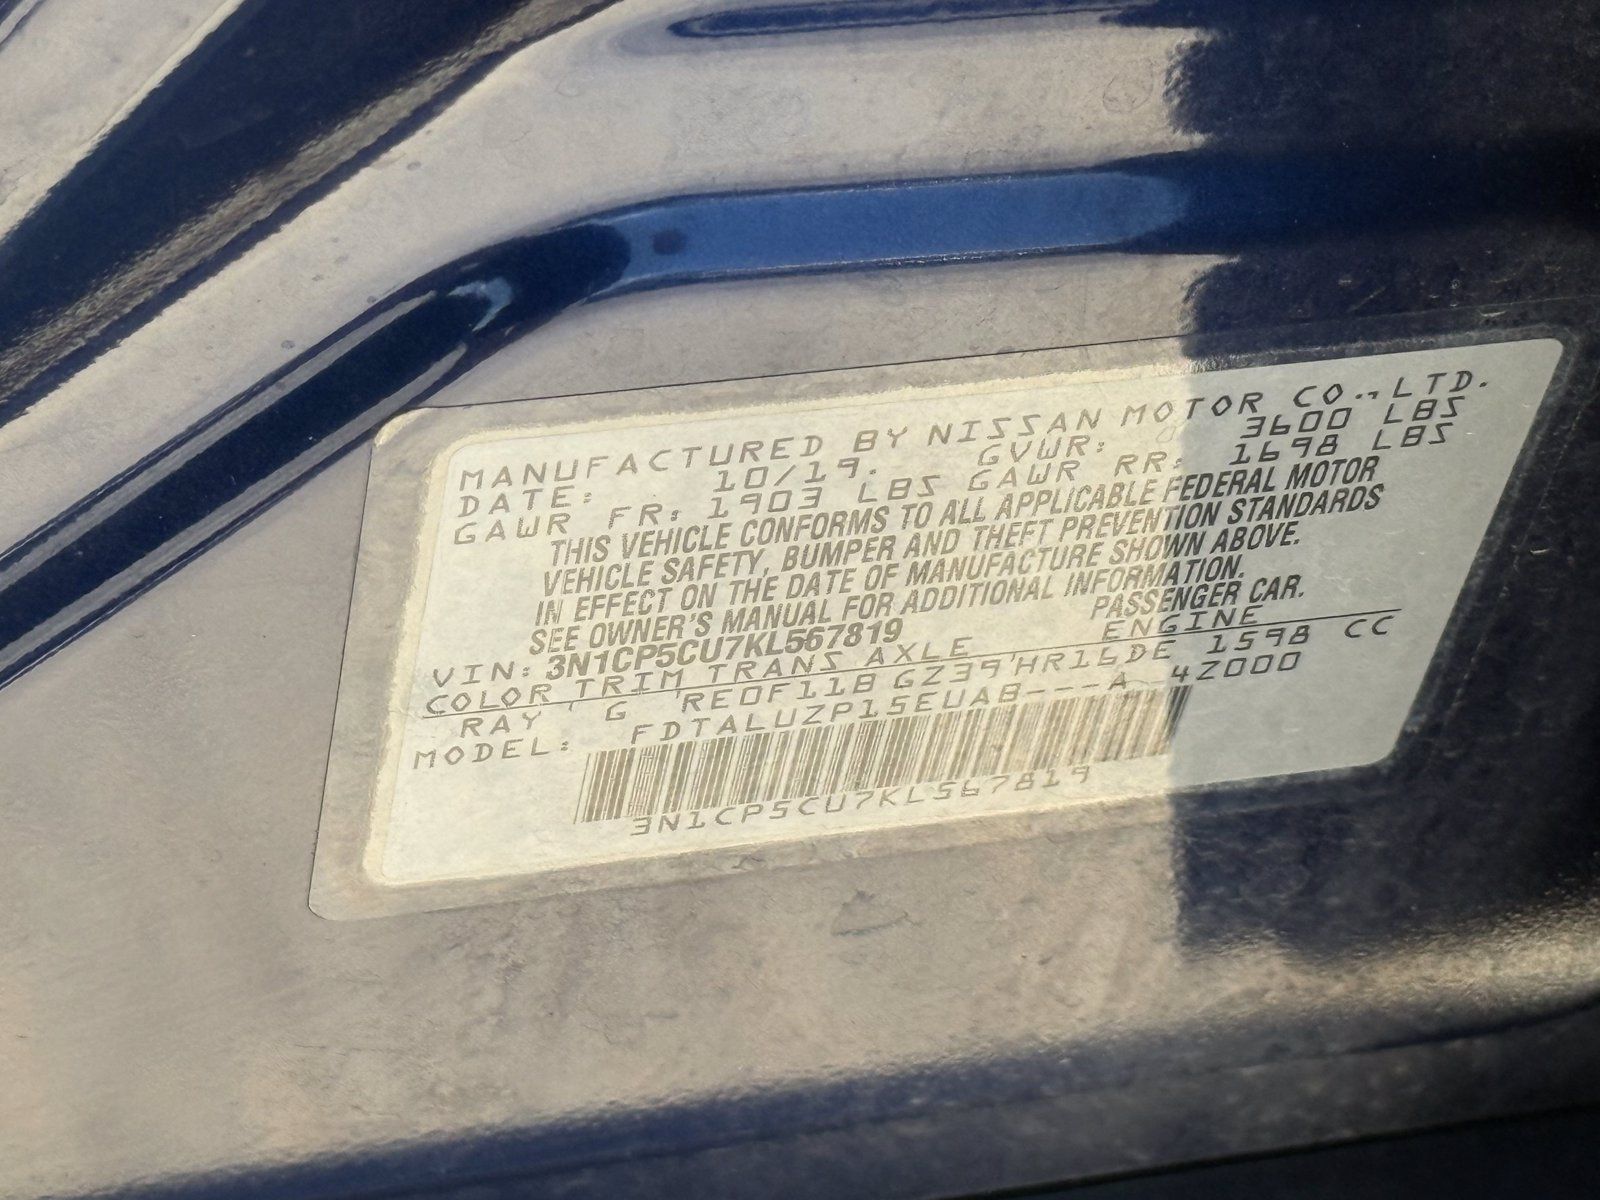 MANUFACTURED BY NISSAN MOTOR CO., LTD.
DATE: 10/19. GVWR: 3600 LBS
GAWR FR: 1903 LBS GAWR RR: 1698 LBS
THIS VEHICLE CONFORMS TO ALL APPLICABLE FEDERAL MOTOR
VEHICLE SAFETY, BUMPER AND THEFT PREVENTION STANDARDS
IN EFFECT ON THE DATE OF MANUFACTURE SHOWN ABOVE.
SEE OWNER'S MANUAL FOR ADDITIONAL INFORMATION.
VIN: 3N1CP5CU7KL567819 PASSENGER CAR.
COLOR TRIM TRANS AXLE ENGINE
RAY G RE0F11B GZ39 HR16DE 1598 CC
MODEL: FDTALUZP15EUAB---A 4Z000
3N1CP5CU7KL567819